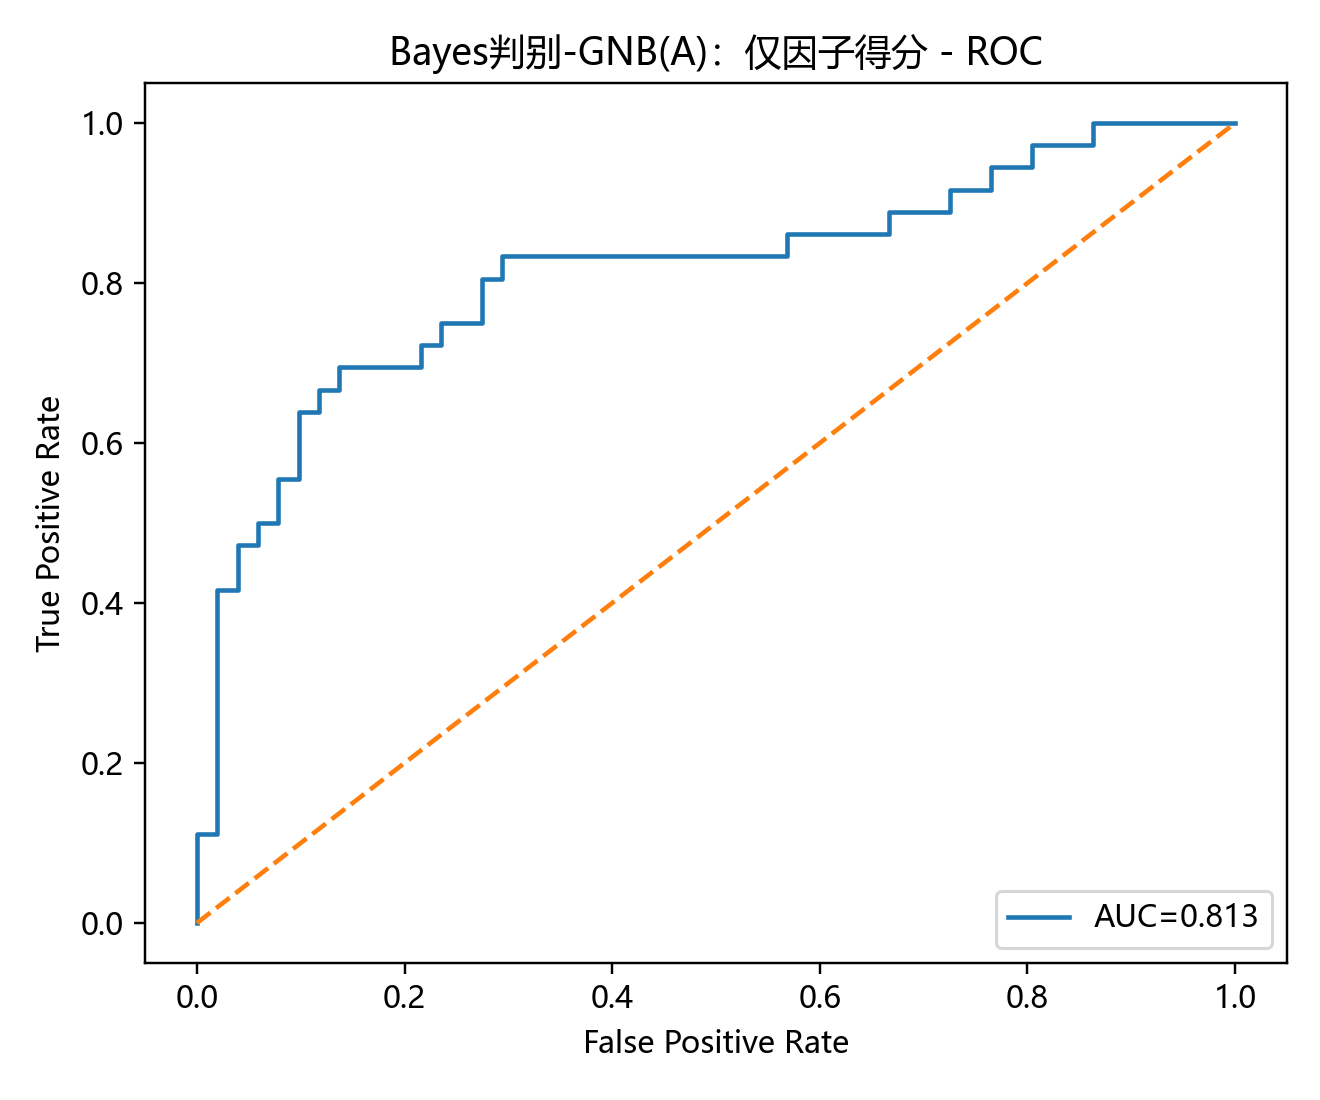 Bayes判别-GNB(A)：仅因子得分 - ROC
1.0
0.8
0.6
0.4
0.2
0.0
True Positive Rate
0.0 0.2 0.4 0.6 0.8 1.0
False Positive Rate
AUC=0.813